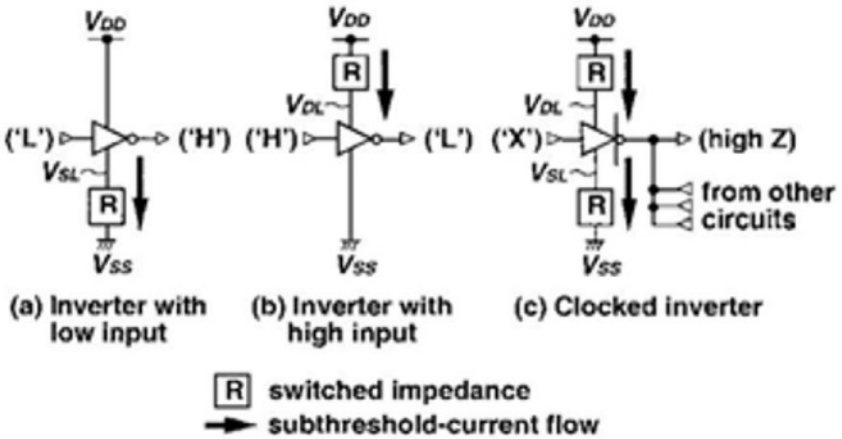 VDD VDD VDD
R R
VDL VDL
('L') ('H') ('H') ('L') ('X') (high Z)
VSL VSL
R R
from other
circuits
VSS VSS VSS
(a) Inverter with
low input
(b) Inverter with
high input
(c) Clocked inverter
R switched impedance
subthreshold-current flow